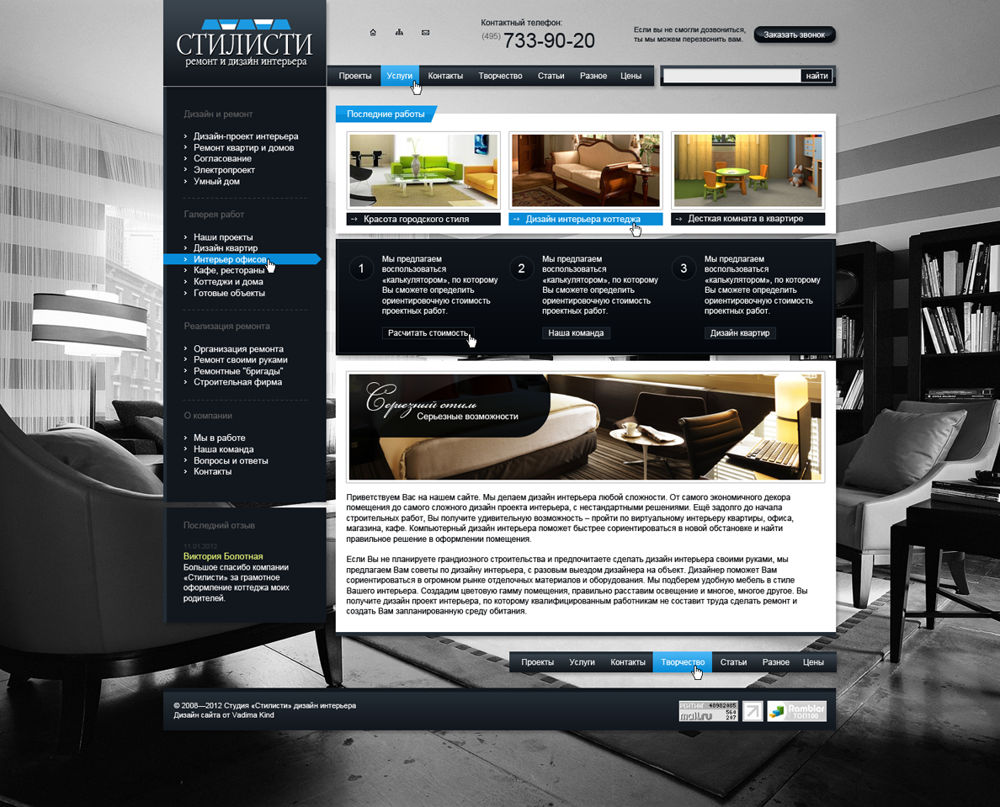 СТИЛИСТИ
ремонт и дизайн интерьера
Контактный телефон:
(495) 733-90-20
Если вы не смогли дозвониться,
ты мы можем перезвонить вам.
Заказать звонок
Проекты Услуги Контакты Творчество Статьи Разное Цены
найти
Дизайн и ремонт
Дизайн-проект интерьера
Ремонт квартир и домов
Согласование
Электропроект
Умный дом
Галерея работ
Наши проекты
Дизайн квартир
Интерьер офисов
Кафе, рестораны
Коттеджи и дома
Готовые объекты
Реализация ремонта
Организация ремонта
Ремонт своими руками
Ремонтные "бригады"
Строительная фирма
О компании
Мы в работе
Наша команда
Вопросы и ответы
Контакты
Последний отзыв
11.01.2012
Виктория Болотная
Большое спасибо компании
«Стилисти» за грамотное
оформление коттеджа моих
родителей.
Последние работы
Красота городского стиля
Дизайн интерьера коттеджа
Десткая комната в квартире
1
Мы предлагаем
воспользоваться
«калькулятором», по которому
Вы сможете определить
ориентировочную стоимость
проектных работ.
Расчитать стоимость
2
Мы предлагаем
воспользоваться
«калькулятором», по которому
Вы сможете определить
ориентировочную стоимость
проектных работ.
Наша команда
3
Мы предлагаем
воспользоваться
«калькулятором», по которому
Вы сможете определить
ориентировочную стоимость
проектных работ.
Дизайн квартир
Серьезный стиль
Серьезные возможности
Приветствуем Вас на нашем сайте. Мы делаем дизайн интерьера любой сложности. От самого экономичного декора
помещения до самого сложного дизайн проекта интерьера, с нестандартными решениями. Ещё задолго до начала
строительных работ, Вы получите удивительную возможность – пройти по виртуальному интерьеру квартиры, офиса,
магазина, кафе. Компьютерный дизайн интерьера поможет быстрее сориентироваться в новой обстановке и найти
правильное решение в оформлении помещения.
Если Вы не планируете грандиозного строительства и предпочитаете сделать дизайн интерьера своими руками, мы
предлагаем Вам советы по дизайну интерьера, с разовым выездом дизайнера на объект. Дизайнер поможет Вам
сориентироваться в огромном рынке отделочных материалов и оборудования. Мы подберем удобную мебель в стиле
Вашего интерьера. Создадим цветовую гамму помещения, правильно расставим освещение и многое, многое другое. Вы
получите дизайн проект интерьера, по которому квалифицированным работникам не составит труда сделать ремонт и
создать Вам запланированную среду обитания.
Проекты Услуги Контакты Творчество Статьи Разное Цены
© 2008—2012 Студия «Стилисти» дизайн интерьера
Дизайн сайта от Vadima Kind
РЕЙТИНГ 48982085
mail.ru 560
207
Rambler
ТОП100